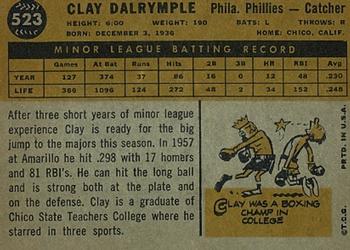 523
CLAY DALRYMPLE Phila. Phillies — Catcher
HEIGHT: 6:00 WEIGHT: 190 BATS: L THROWS: R
BORN: DECEMBER 3, 1936 HOME: CHICO, CALIF.
MINOR LEAGUE BATTING RECORD
Games At Bat Runs Hits 2B 3B HR RBI Avg.
YEAR 127 374 37 86 16 0 12 48 .230
LIFE 366 1096 124 272 48 2 40 152 .248
After three short years of minor league
experience Clay is ready for the big
jump to the majors this season. In 1957
at Amarillo he hit .298 with 17 homers
and 81 RBI's. He can hit the long ball
and is strong both at the plate and
on the defense. Clay is a graduate of
Chico State Teachers College where he
starred in three sports.
CLAY WAS A BOXING
CHAMP IN
COLLEGE
©T.C.G. PRTD. IN U.S.A.